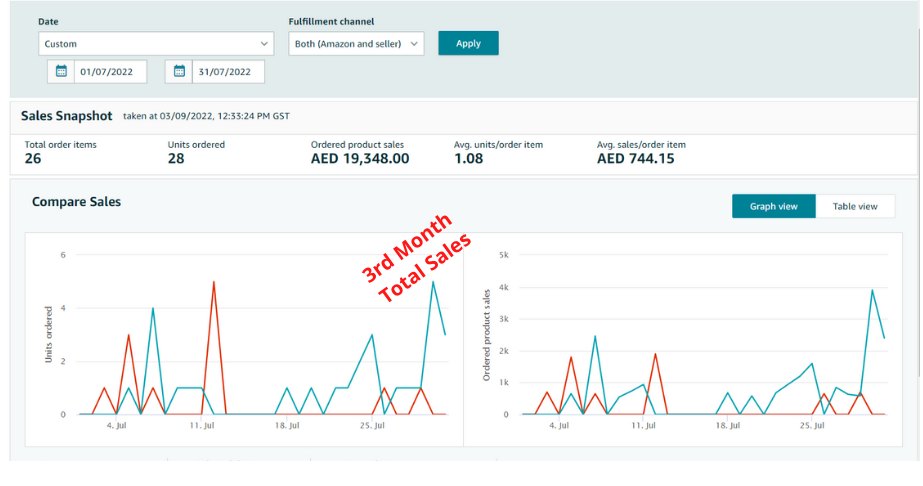 Date
Fulfillment channel
Custom
Both (Amazon and seller)
Apply
01/07/2022
31/07/2022
Sales Snapshot taken at 03/09/2022, 12:33:24 PM GST
Total order items
Units ordered
Ordered product sales
Avg. units/order item
Avg. sales/order item
26
28
AED 19,348.00
1.08
AED 744.15
Compare Sales
Graph view
Table view
3rd Month
Total Sales
Units ordered
6
4
2
0
4. Jul
11. Jul
18. Jul
25. Jul
Ordered product sales
5k
4k
3k
2k
1k
0
4. Jul
11. Jul
18. Jul
25. Jul